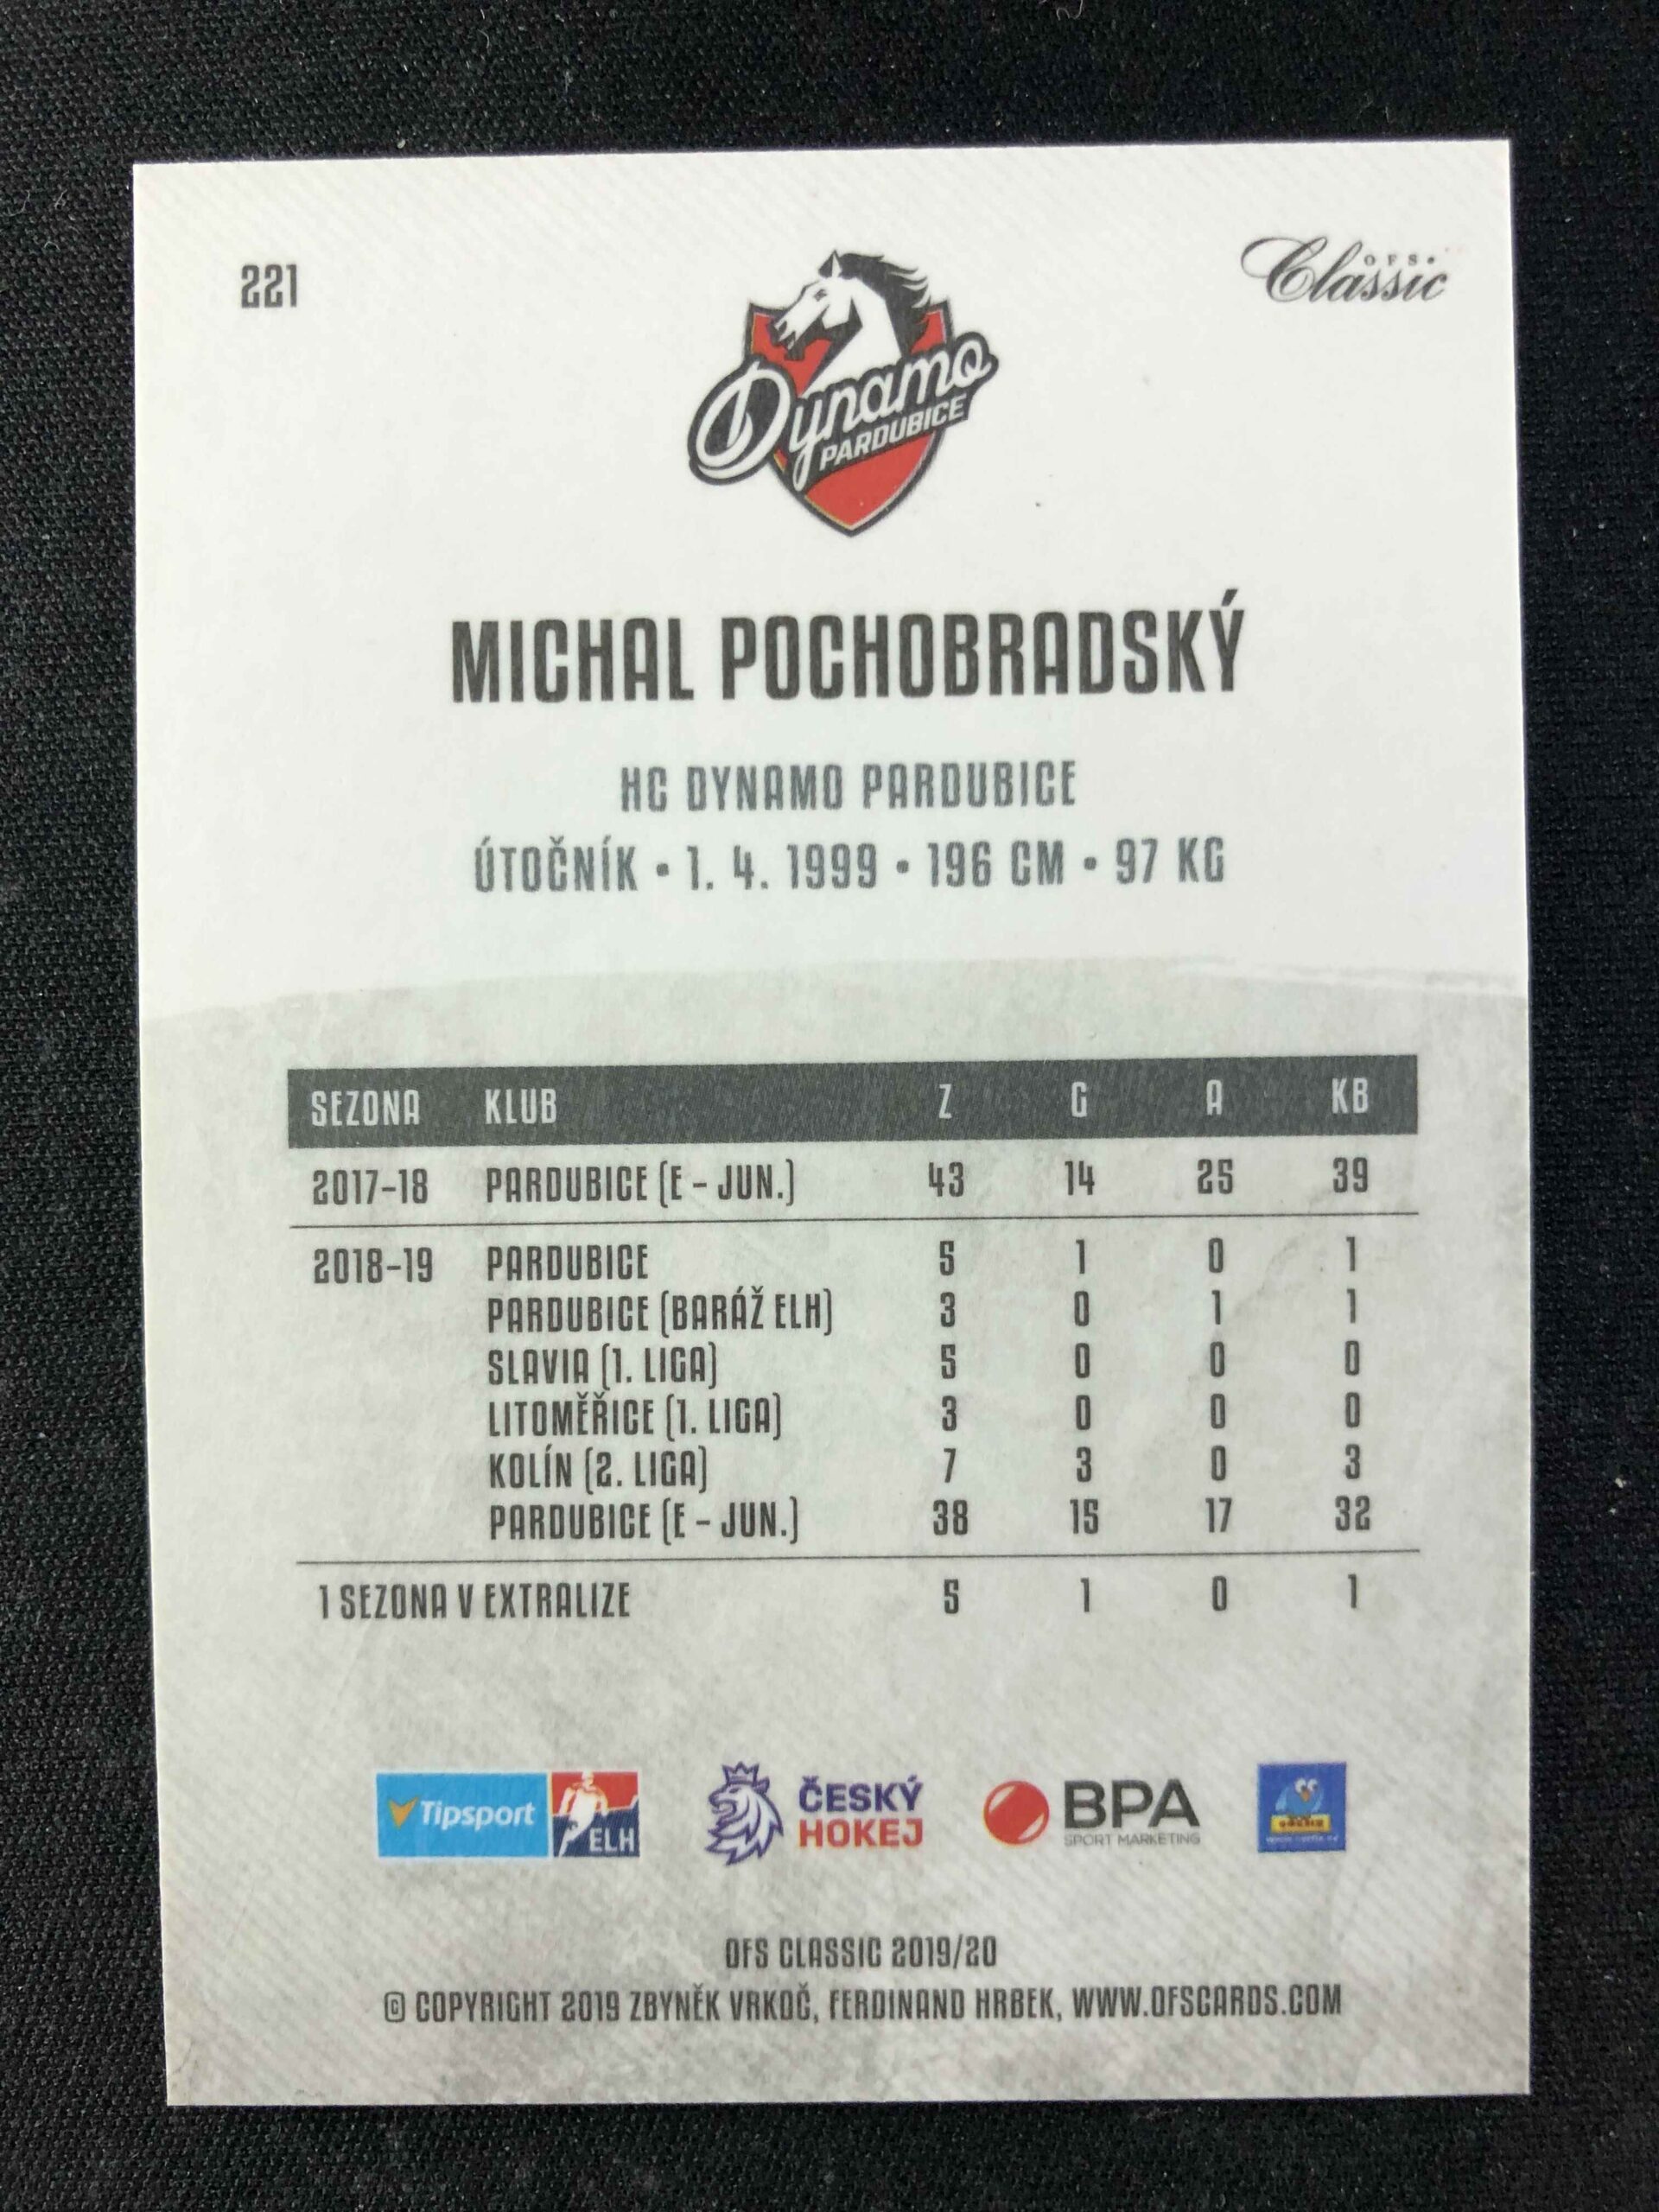 221
OFS
Classic
Dynamo
PARDUBICE
MICHAL POCHOBRADSKÝ
HC DYNAMO PARDUBICE
ÚTOČNÍK • 1. 4. 1999 • 196 CM • 97 KG
SEZONA KLUB Z G A KB
2017–18 PARDUBICE (E – JUN.) 43 14 25 39
2018–19 PARDUBICE 5 1 0 1
PARDUBICE (BARÁŽ ELH) 3 0 1 1
SLAVIA (1. LIGA) 5 0 0 0
LITOMĚŘICE (1. LIGA) 3 0 0 0
KOLÍN (2. LIGA) 7 3 0 3
PARDUBICE (E – JUN.) 38 15 17 32
1 SEZONA V EXTRALIZE 5 1 0 1
Tipsport ELH
ČESKÝ
HOKEJ
BPA
SPORT MARKETING
OFS CLASSIC 2019/20
© COPYRIGHT 2019 ZBYNĚK VRKOČ, FERDINAND HRBEK, WWW.OFSCARDS.COM